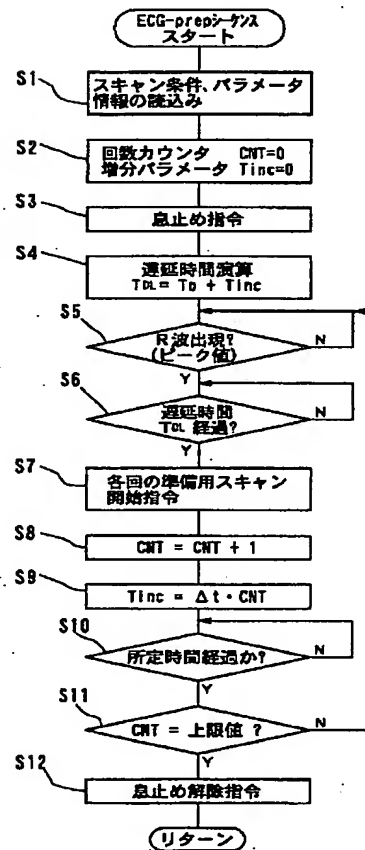 ECG-prepシーケンス
スタート
S1
スキャン条件、パラメータ
情報の読込み
S2
回数カウンタ CNT=0
増分パラメータ Tinc=0
S3
息止め指令
S4
遅延時間演算
TDL= TD + Tinc
S5
R波出現?
(ピーク値)
N
Y
S6
遅延時間
TDL 経過?
N
Y
S7
各回の準備用スキャン
開始指令
S8
CNT = CNT + 1
S9
Tinc = Δt・CNT
S10
所定時間経過か?
N
Y
S11
CNT = 上限値 ?
N
Y
S12
息止め解除指令
リターン